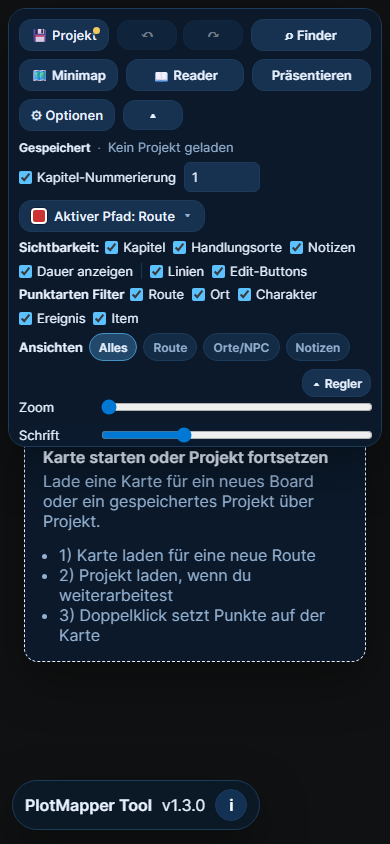 Projekt Finder
Minimap Reader Präsentieren
Optionen
Gespeichert · Kein Projekt geladen
Kapitel-Nummerierung 1
Aktiver Pfad: Route
Sichtbarkeit: Kapitel Handlungsorte Notizen
Dauer anzeigen Linien Edit-Buttons
Punktarten Filter Route Ort Charakter
Ereignis Item
Ansichten Alles Route Orte/NPC Notizen
Regler
Zoom
Schrift
Karte starten oder Projekt fortsetzen
Lade eine Karte für ein neues Board
oder ein gespeichertes Projekt über
Projekt.
• 1) Karte laden für eine neue Route
• 2) Projekt laden, wenn du
weiterarbeitest
• 3) Doppelklick setzt Punkte auf der
Karte
PlotMapper Tool v1.3.0 i